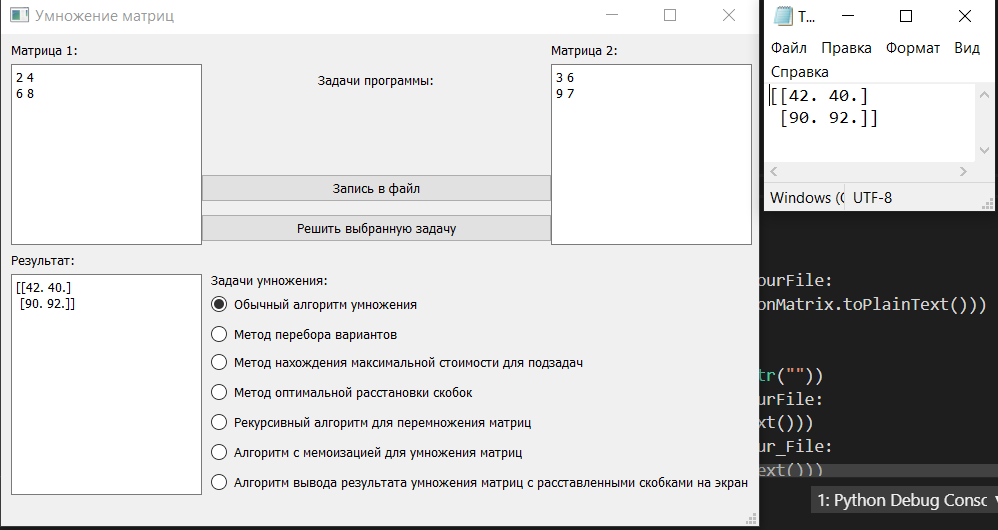 Умножение матриц
Матрица 1:
2 4
6 8
Задачи программы:
Запись в файл
Решить выбранную задачу
Матрица 2:
3 6
9 7
Результат:
[[42. 40.]
[90. 92.]]
Задачи умножения:
Обычный алгоритм умножения
Метод перебора вариантов
Метод нахождения максимальной стоимости для подзадач
Метод оптимальной расстановки скобок
Рекурсивный алгоритм для перемножения матриц
Алгоритм с мемоизацией для умножения матриц
Алгоритм вывода результата умножения матриц с расставленными скобками на экран
T...
Файл Правка Формат Вид
Справка
[[42. 40.]
[90. 92.]]
Windows (C UTF-8
ourFile:
onMatrix.toPlainText()))
tr(""))
urFile:
xt()))
ur_File:
ext()))
1: Python Debug Consc